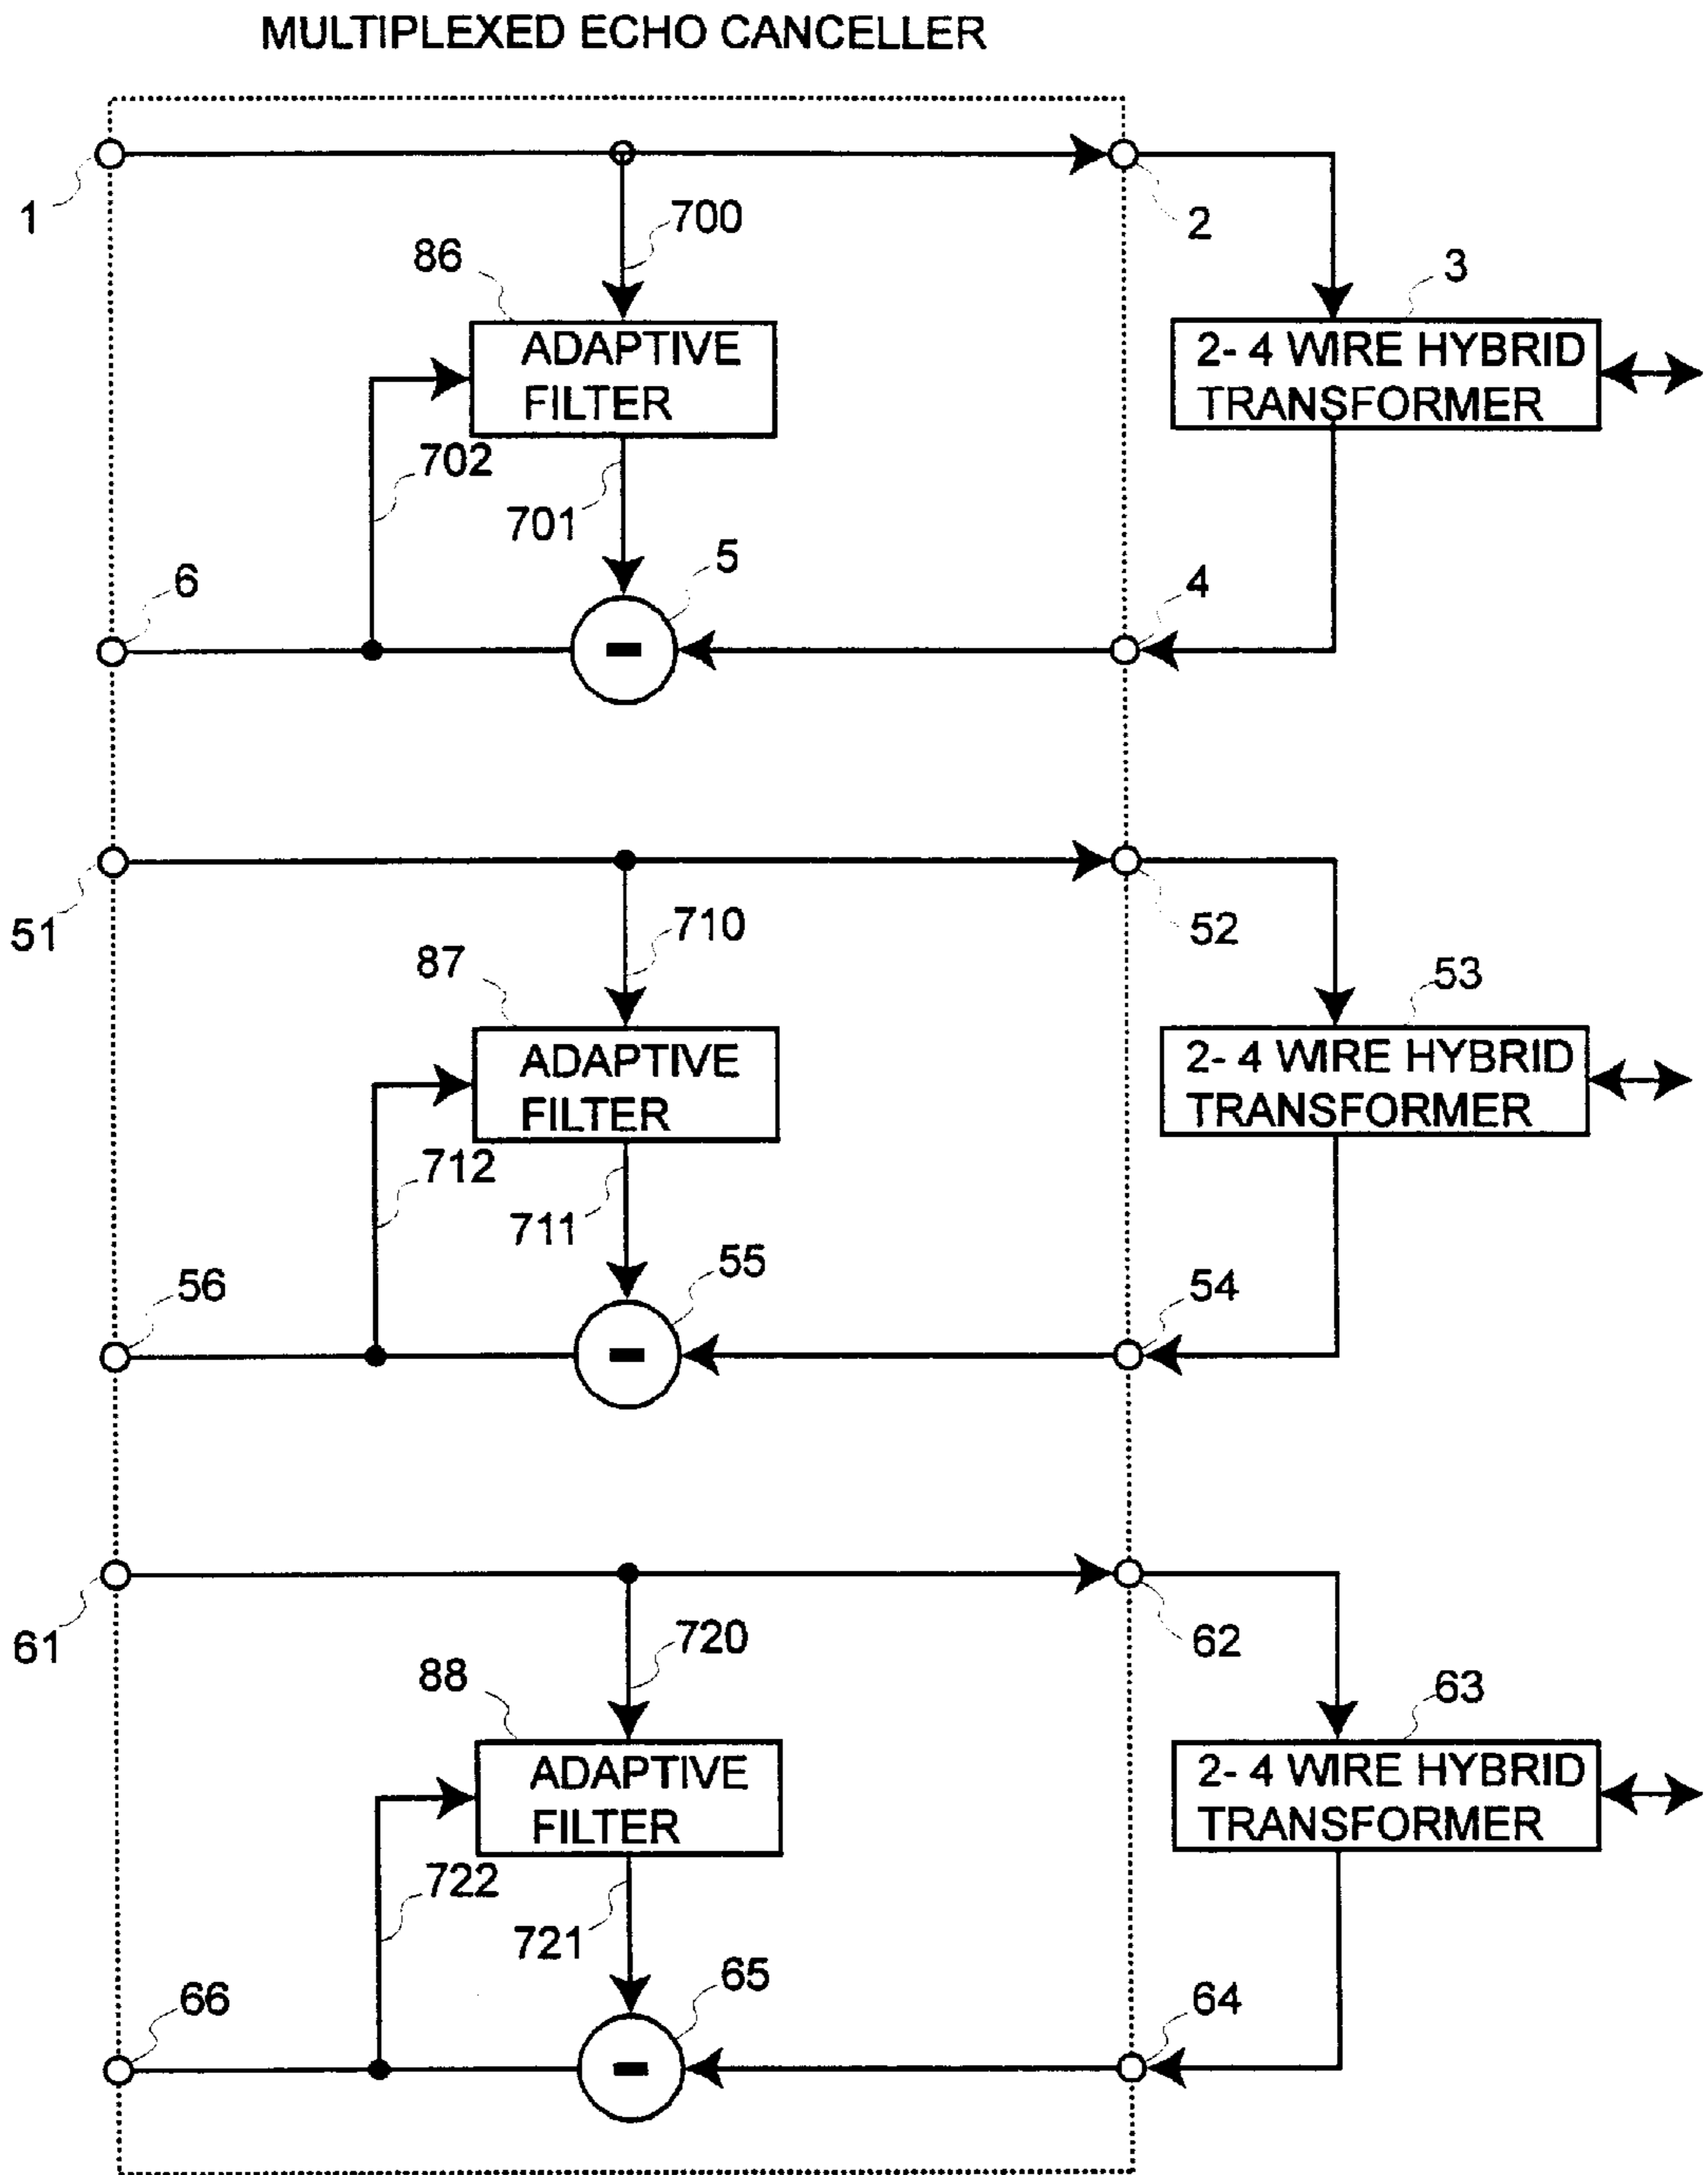 MULTIPLEXED ECHO CANCELLER
1
2
700
86
3
ADAPTIVE
FILTER
2- 4 WIRE HYBRID
TRANSFORMER
702
701
5
6
4
51
52
710
87
53
ADAPTIVE
FILTER
2- 4 WIRE HYBRID
TRANSFORMER
712
711
55
56
54
61
62
720
88
63
ADAPTIVE
FILTER
2- 4 WIRE HYBRID
TRANSFORMER
722
721
65
66
64